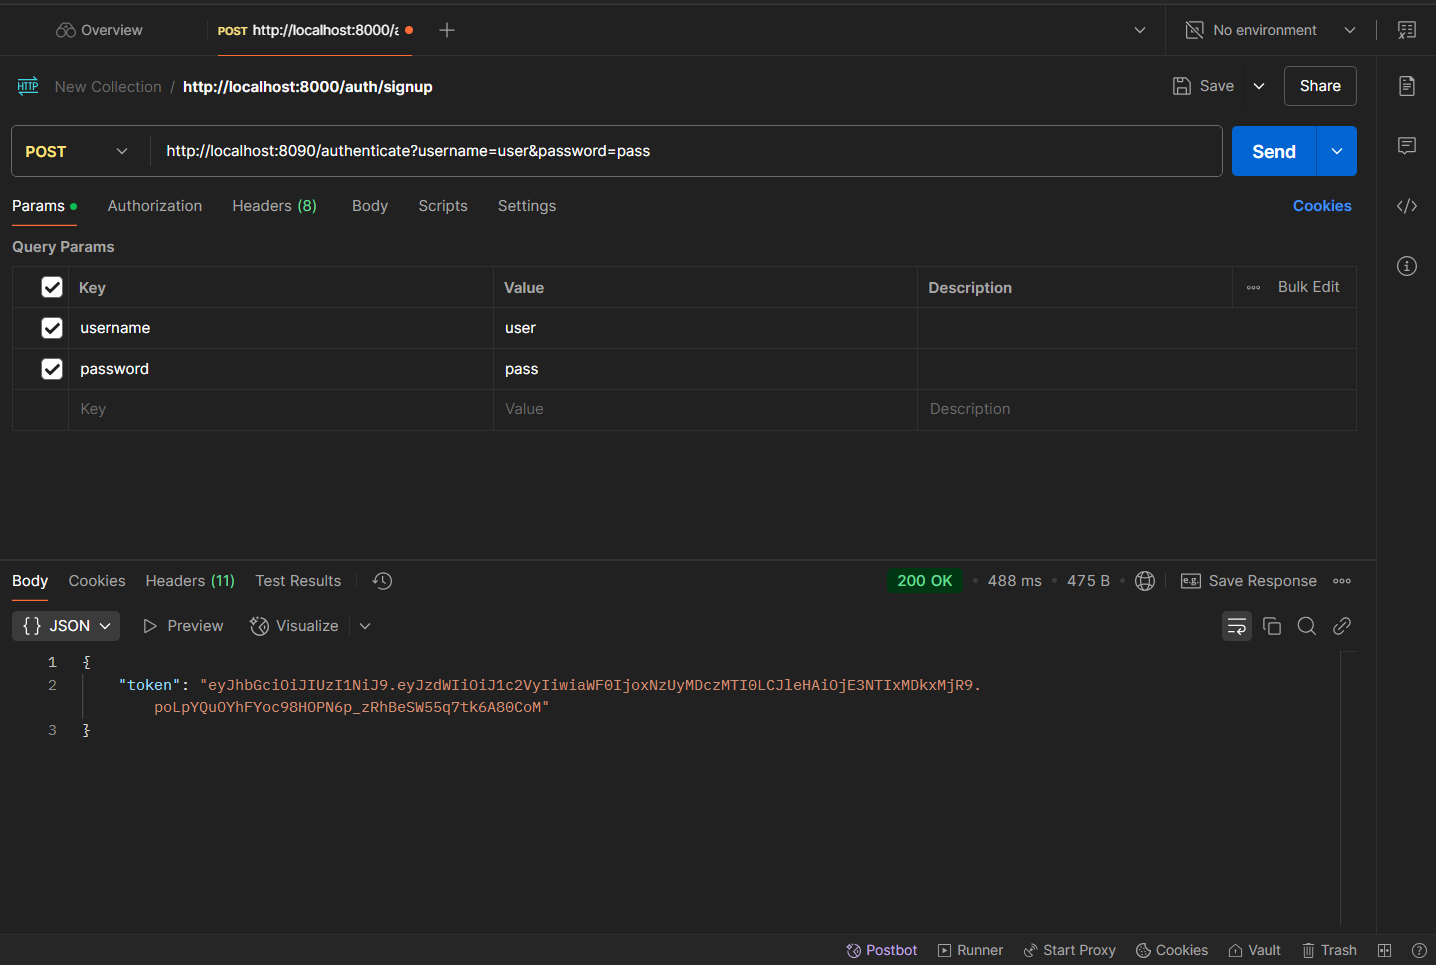 Overview
POST http://localhost:8000/a
No environment
HTTP New Collection / http://localhost:8000/auth/signup
Save
Share
POST
http://localhost:8090/authenticate?username=user&password=pass
Send
Params
Authorization
Headers (8)
Body
Scripts
Settings
Cookies
Query Params
Key Value Description Bulk Edit
username user
password pass
Key Value Description
Body
Cookies
Headers (11)
Test Results
200 OK • 488 ms • 475 B •
e.g. Save Response
{} JSON
Preview
Visualize
1 {
2 "token": "eyJhbGciOiJIUzI1NiJ9.eyJzdWIiOiJ1c2VyIiwiaWF0IjoxNzUyMDczMTI0LCJleHAiOjE3NTIxMDkxMjR9.
poLpYQuOYhFYoc98HOPN6p_zRhBeSW55q7tk6A80CoM"
3 }
Postbot
Runner
Start Proxy
Cookies
Vault
Trash